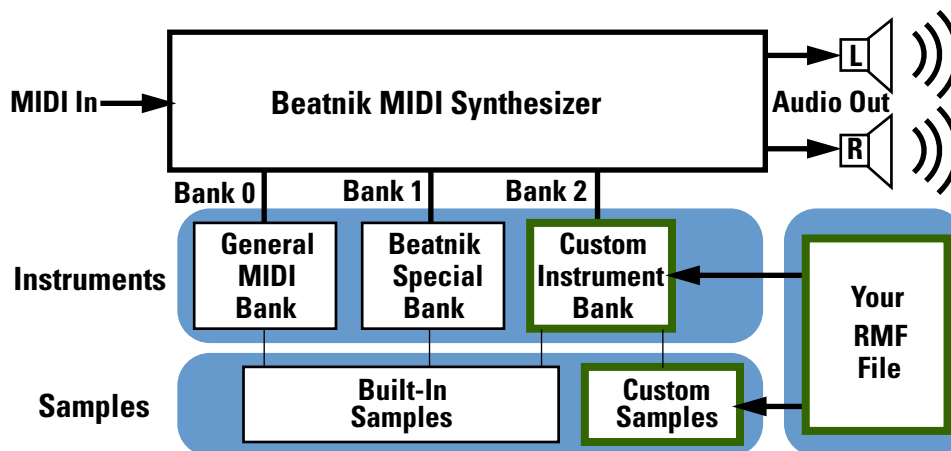 MIDI In
Beatnik MIDI Synthesizer
L
Audio Out
R
Bank 0
Bank 1
Bank 2
Instruments
General
MIDI
Bank
Beatnik
Special
Bank
Custom
Instrument
Bank
Your
RMF
File
Samples
Built-In
Samples
Custom
Samples